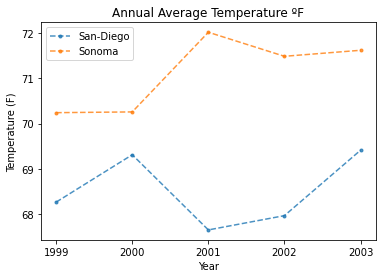 Annual Average Temperature ºF
San-Diego
Sonoma
Temperature (F)
72
71
70
69
68
1999 2000 2001 2002 2003
Year